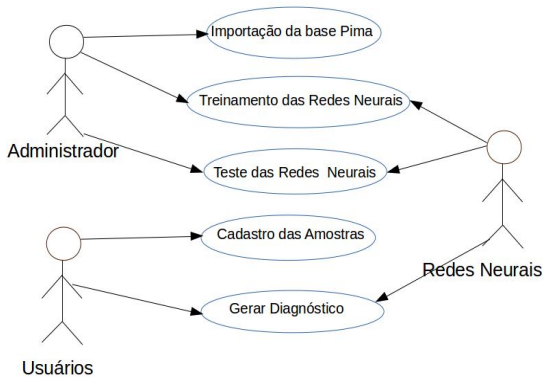 Importação da base Pima
Treinamento das Redes Neurais
Administrador
Teste das Redes Neurais
Cadastro das Amostras
Redes Neurais
Gerar Diagnóstico
Usuários